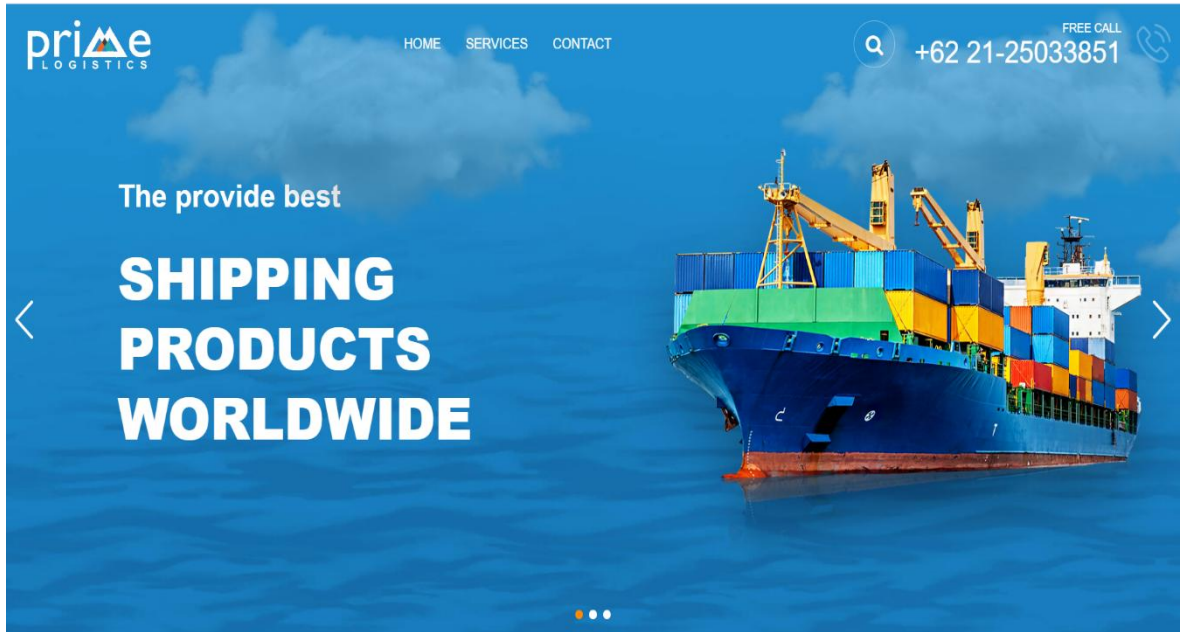 prime
LOGISTICS
HOME SERVICES CONTACT
FREE CALL
+62 21-25033851
The provide best
SHIPPING
PRODUCTS
WORLDWIDE